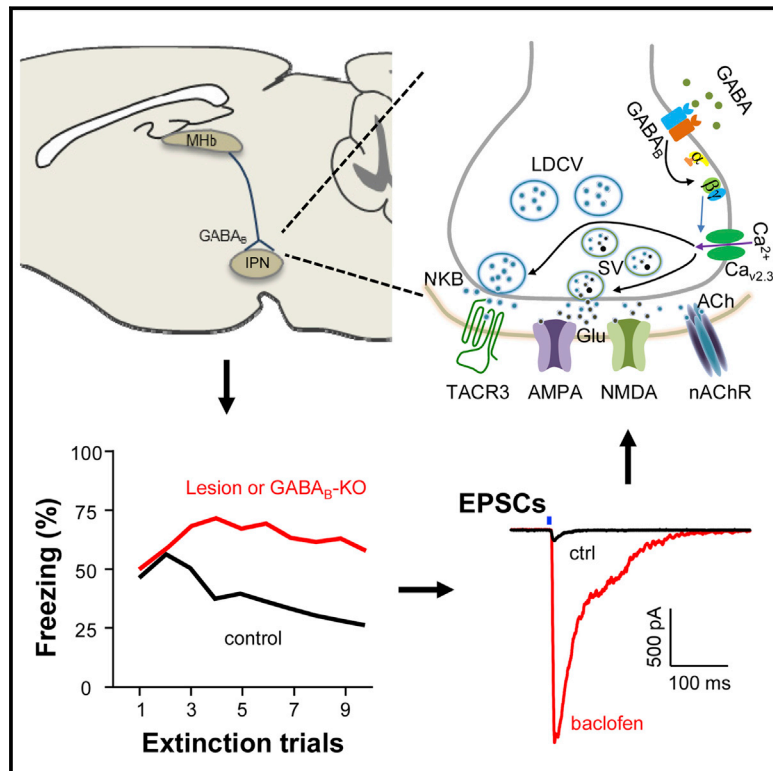 MHb
GABAB
IPN
GABA
GABAB
α
LDCV
SV
Ca2+
Cav2.3
NKB
ACh
Glu
TACR3
AMPA
NMDA
nAChR
100
75
50
25
0
Freezing (%)
Lesion or GABAB-KO
control
1 3 5 7 9
Extinction trials
EPSCs
ctrl
500 pA
100 ms
baclofen